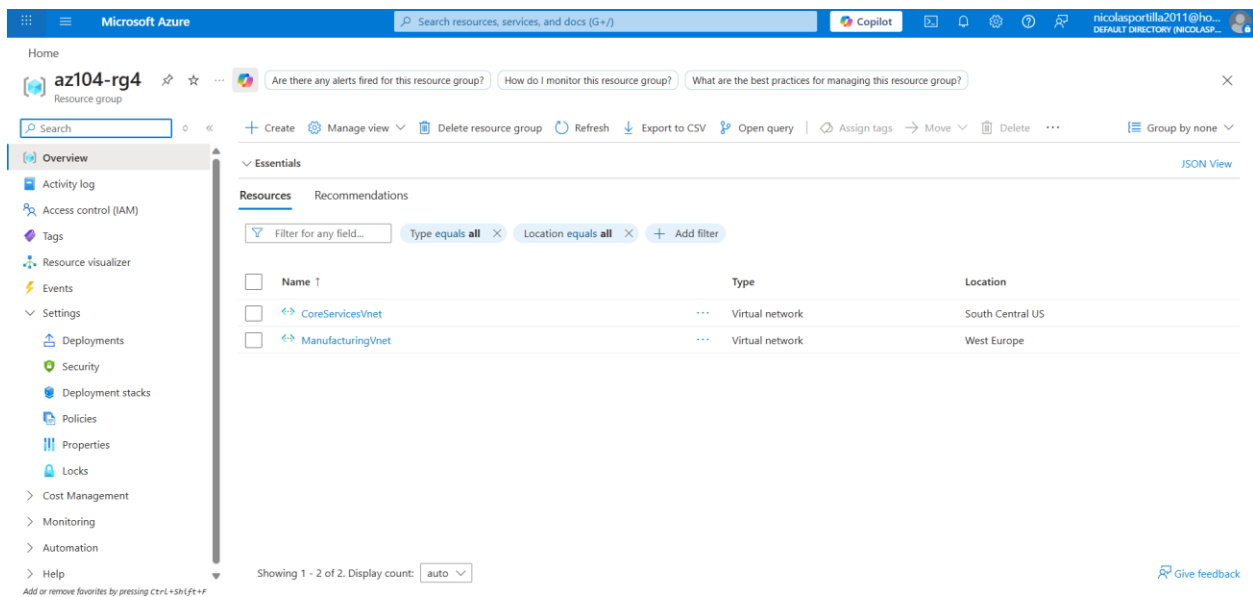 Microsoft Azure
Search resources, services, and docs (G+/)
Copilot
nicolasportilla2011@ho...
DEFAULT DIRECTORY (NICOLASP...
Home
az104-rg4
Resource group
Are there any alerts fired for this resource group?
How do I monitor this resource group?
What are the best practices for managing this resource group?
Search
Create
Manage view
Delete resource group
Refresh
Export to CSV
Open query
Assign tags
Move
Delete
Group by none
Overview
Activity log
Access control (IAM)
Tags
Resource visualizer
Events
Settings
Deployments
Security
Deployment stacks
Policies
Properties
Locks
Cost Management
Monitoring
Automation
Help
Add or remove favorites by pressing Ctrl+Shift+F
Essentials
JSON View
Resources Recommendations
Filter for any field...
Type equals all
Location equals all
Add filter
Name ↑ Type Location
CoreServicesVnet ... Virtual network South Central US
ManufacturingVnet ... Virtual network West Europe
Showing 1 - 2 of 2. Display count: auto
Give feedback